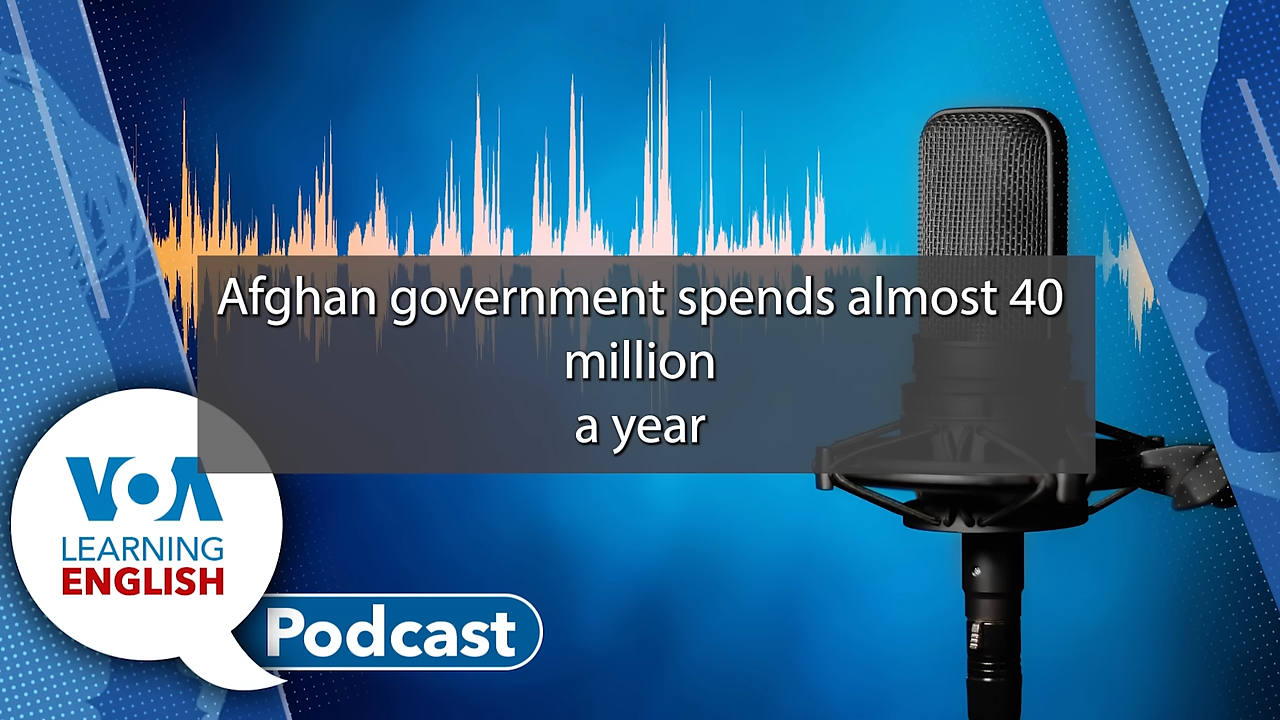 Afghan government spends almost 40
million
a year
VOA
LEARNING
ENGLISH
Podcast